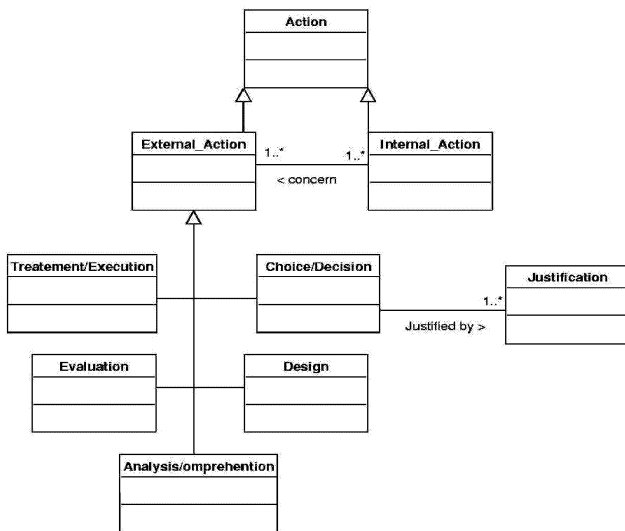 Action
External_Action
Internal_Action
1..*
1..*
< concern
Treatement/Execution
Choice/Decision
Justification
1..*
Justified by >
Evaluation
Design
Analysis/omprehention